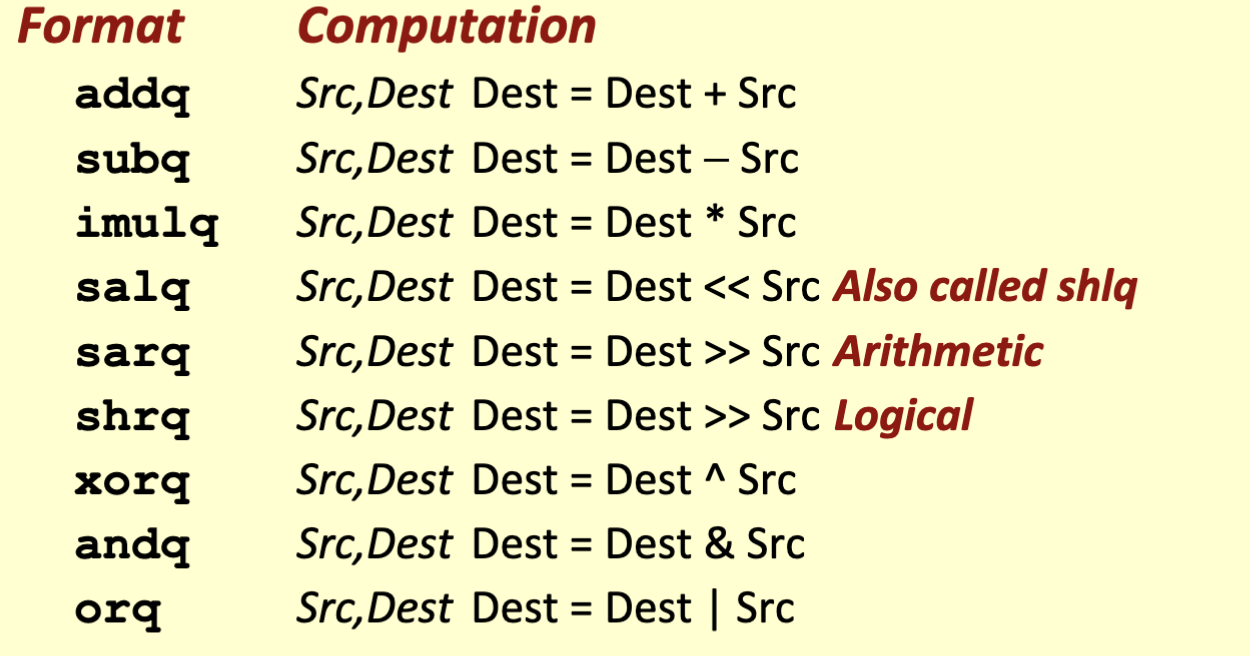 Format Computation
addq Src,Dest Dest = Dest + Src
subq Src,Dest Dest = Dest – Src
imulq Src,Dest Dest = Dest * Src
salq Src,Dest Dest = Dest << Src Also called shlq
sarq Src,Dest Dest = Dest >> Src Arithmetic
shrq Src,Dest Dest = Dest >> Src Logical
xorq Src,Dest Dest = Dest ^ Src
andq Src,Dest Dest = Dest & Src
orq Src,Dest Dest = Dest | Src